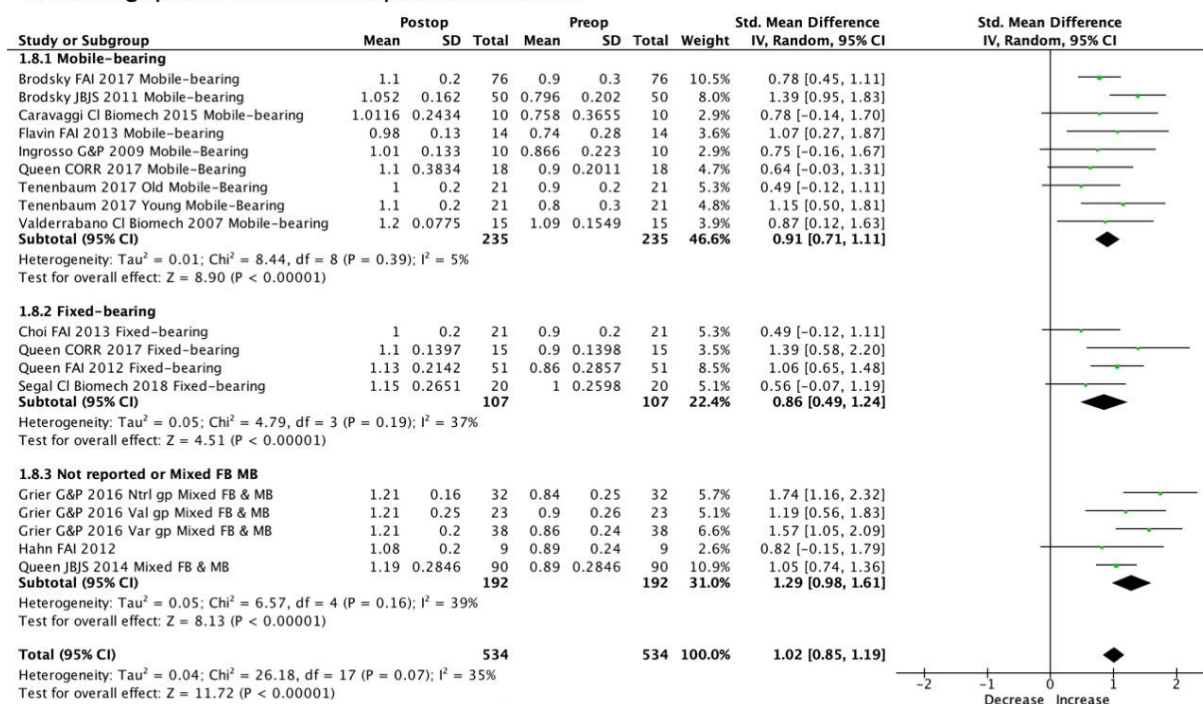 Postop Preop Std. Mean Difference Std. Mean Difference
Study or Subgroup Mean SD Total Mean SD Total Weight IV, Random, 95% CI IV, Random, 95% CI
1.8.1 Mobile-bearing
Brodsky FAI 2017 Mobile-bearing 1.1 0.2 76 0.9 0.3 76 10.5% 0.78 [0.45, 1.11]
Brodsky JBJS 2011 Mobile-bearing 1.052 0.162 50 0.796 0.202 50 8.0% 1.39 [0.95, 1.83]
Caravaggi Cl Biomech 2015 Mobile-bearing 1.0116 0.2434 10 0.758 0.3655 10 3.0% 0.78 [-0.14, 1.70]
Flavin FAI 2013 Mobile-bearing 0.98 0.13 14 0.74 0.28 14 3.6% 1.07 [0.27, 1.87]
Ingrosso G&P 2009 Mobile-Bearing 1.01 0.133 10 0.866 0.223 10 2.9% 0.75 [-0.16, 1.67]
Queen CORR 2017 Mobile-Bearing 1.1 0.3834 18 0.9 0.2011 18 4.7% 0.64 [-0.03, 1.31]
Tenenbaum 2017 Old Mobile-Bearing 1 0.2 21 0.9 0.2 21 5.3% 0.49 [-0.12, 1.11]
Tenenbaum 2017 Young Mobile-Bearing 1.1 0.2 21 0.8 0.3 21 4.8% 1.15 [0.50, 1.81]
Valderrabano Cl Biomech 2007 Mobile-bearing 1.2 0.0775 15 1.09 0.1549 15 3.9% 0.87 [0.12, 1.63]
Subtotal (95% CI) 235 235 46.6% 0.91 [0.71, 1.11]
Heterogeneity: Tau² = 0.01; Chi² = 8.44, df = 8 (P = 0.39); I² = 5%
Test for overall effect: Z = 8.90 (P < 0.00001)
1.8.2 Fixed-bearing
Choi FAI 2013 Fixed-bearing 1 0.2 21 0.9 0.2 21 5.3% 0.49 [-0.12, 1.11]
Queen CORR 2017 Fixed-bearing 1.1 0.1397 15 0.9 0.1398 15 3.5% 1.39 [0.58, 2.20]
Queen FAI 2012 Fixed-bearing 1.13 0.2142 51 0.86 0.2857 51 8.5% 1.06 [0.65, 1.48]
Segal Cl Biomech 2018 Fixed-bearing 1.15 0.2651 20 1 0.2598 20 5.1% 0.56 [-0.07, 1.19]
Subtotal (95% CI) 107 107 22.4% 0.86 [0.49, 1.24]
Heterogeneity: Tau² = 0.05; Chi² = 4.79, df = 3 (P = 0.19); I² = 37%
Test for overall effect: Z = 4.51 (P < 0.00001)
1.8.3 Not reported or Mixed FB MB
Grier G&P 2016 Ntrl gp Mixed FB & MB 1.21 0.16 32 0.84 0.25 32 5.7% 1.74 [1.16, 2.32]
Grier G&P 2016 Val gp Mixed FB & MB 1.21 0.25 23 0.9 0.26 23 5.1% 1.19 [0.56, 1.83]
Grier G&P 2016 Var gp Mixed FB & MB 1.21 0.2 38 0.86 0.24 38 6.6% 1.57 [1.05, 2.09]
Hahn FAI 2012 1.08 0.2 9 0.89 0.24 9 2.6% 0.82 [-0.15, 1.79]
Queen JBJS 2014 Mixed FB & MB 1.19 0.2846 90 0.89 0.2846 90 10.9% 1.05 [0.74, 1.36]
Subtotal (95% CI) 192 192 31.0% 1.29 [0.98, 1.61]
Heterogeneity: Tau² = 0.05; Chi² = 6.57, df = 4 (P = 0.16); I² = 39%
Test for overall effect: Z = 8.13 (P < 0.00001)
Total (95% CI) 534 534 100.0% 1.02 [0.85, 1.19]
Heterogeneity: Tau² = 0.04; Chi² = 26.18, df = 17 (P = 0.07); I² = 35%
Test for overall effect: Z = 11.72 (P < 0.00001)
-2 -1 0 1 2
Decrease Increase